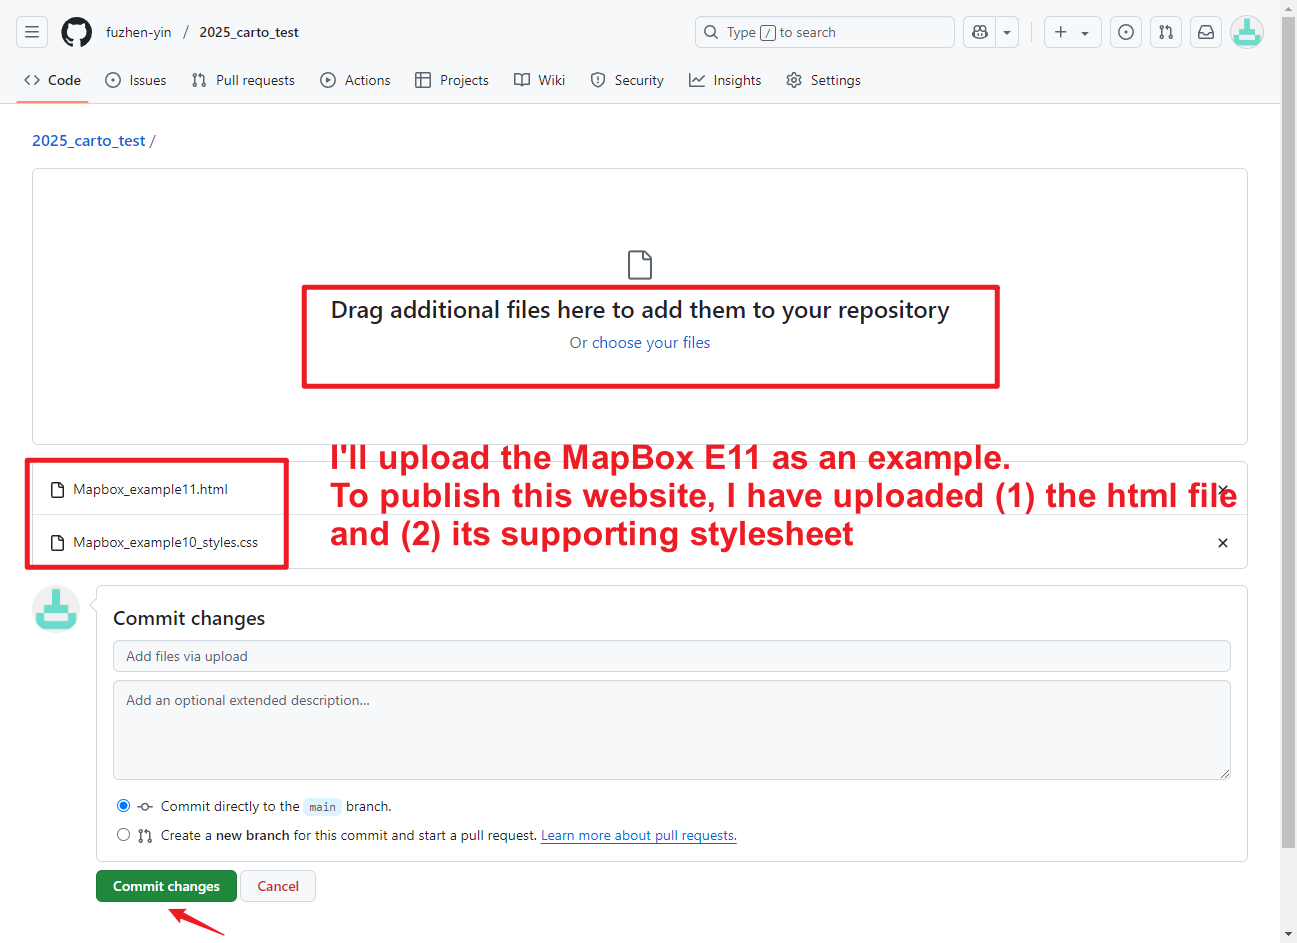 fuzhen-yin / 2025_carto_test
Type / to search
Code
Issues
Pull requests
Actions
Projects
Wiki
Security
Insights
Settings
2025_carto_test /
Drag additional files here to add them to your repository
Or choose your files
I'll upload the MapBox E11 as an example.
To publish this website, I have uploaded (1) the html file
and (2) its supporting stylesheet
Mapbox_example11.html
Mapbox_example10_styles.css
Commit changes
Add files via upload
Add an optional extended description...
Commit directly to the main branch.
Create a new branch for this commit and start a pull request. Learn more about pull requests.
Commit changes
Cancel